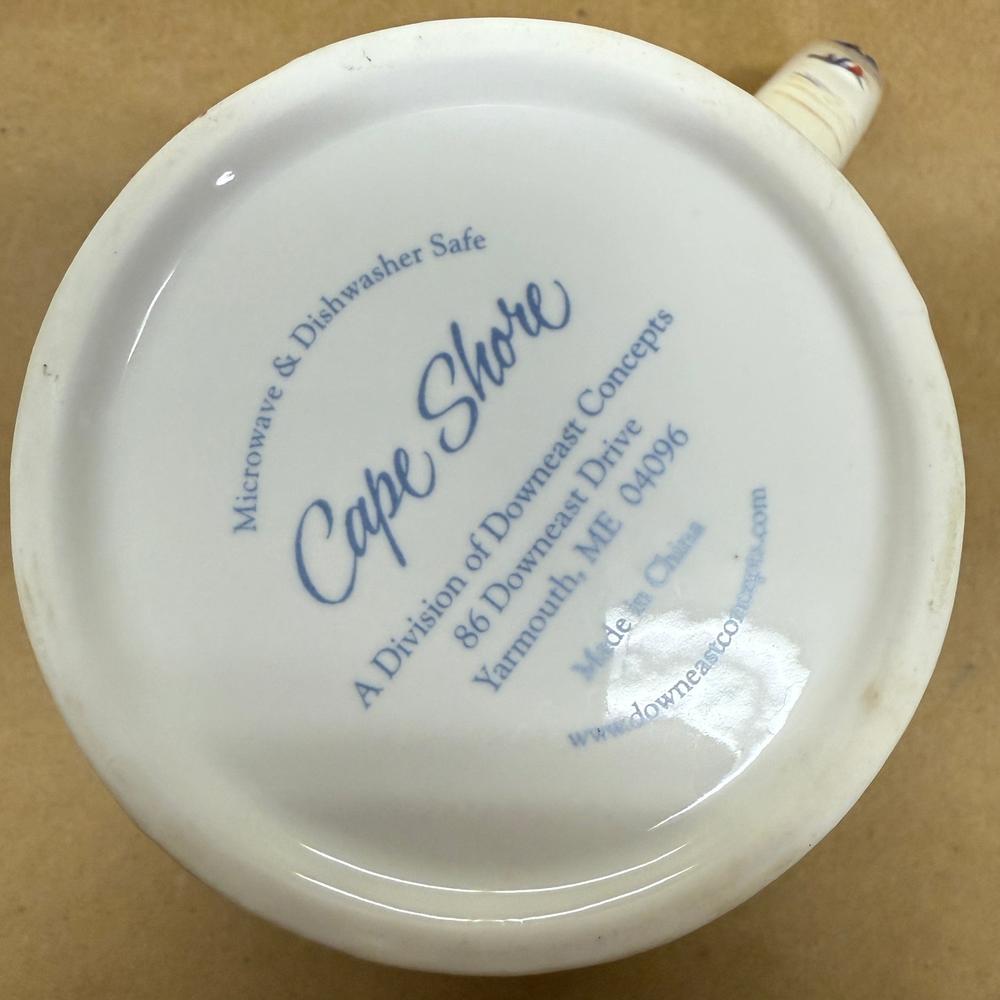 Microwave & Dishwasher Safe
Cape Shore
A Division of Downeast Concepts
86 Downeast Drive
Yarmouth, ME 04096
Made in China
www.downeastconcepts.com